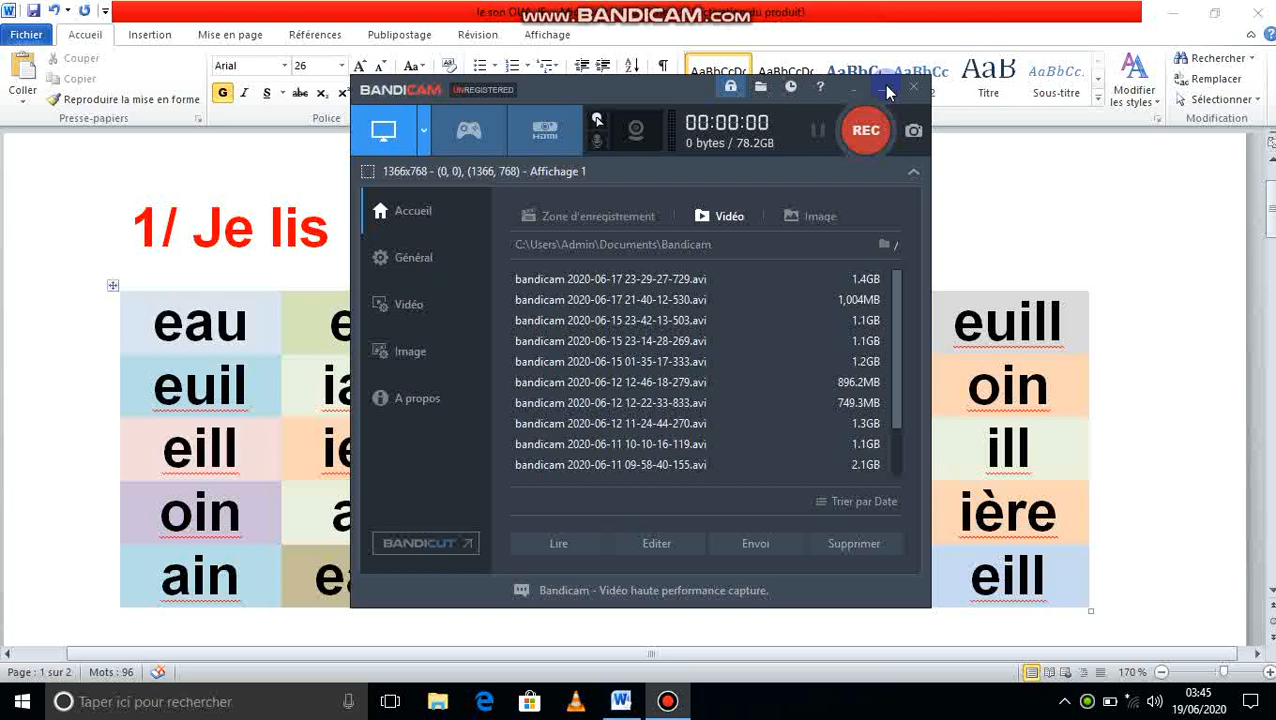 www.BANDICAM.com
Fichier Accueil Insertion Mise en page Références Publipostage Révision Affichage
Coller
Couper
Copier
Reproduire la mise en forme
Presse-papiers
Arial 26
G I S abc
AaBbCcDc AaBbCc AaBbCc AaB AaBbCc.
Titre Sous-titre
Modifier les styles
Rechercher
Remplacer
Sélectionner
Modification
BANDICAM UNREGISTERED
HDMI
00:00:00
0 bytes / 78.2GB
REC
1366x768 - (0, 0), (1366, 768) - Affichage 1
Accueil
Général
Vidéo
Image
A propos
BANDICUT
Zone d'enregistrement Vidéo Image
C:\Users\Admin\Documents\Bandicam
bandicam 2020-06-17 23-29-27-729.avi 1.4GB
bandicam 2020-06-17 21-40-12-530.avi 1,004MB
bandicam 2020-06-15 23-42-13-503.avi 1.1GB
bandicam 2020-06-15 23-14-28-269.avi 1.1GB
bandicam 2020-06-15 01-35-17-333.avi 1.2GB
bandicam 2020-06-12 12-46-18-279.avi 896.2MB
bandicam 2020-06-12 12-22-33-833.avi 749.3MB
bandicam 2020-06-12 11-24-44-270.avi 1.3GB
bandicam 2020-06-11 10-10-16-119.avi 1.1GB
bandicam 2020-06-11 09-58-40-155.avi 2.1GB
Trier par Date
Lire Editer Envoi Supprimer
Bandicam - Vidéo haute performance capture.
1/ Je lis
eau euill
euil oin
eill ill
oin ière
ain eill
Page : 1 sur 2 Mots : 96 170 %
Taper ici pour rechercher
03:45
19/06/2020